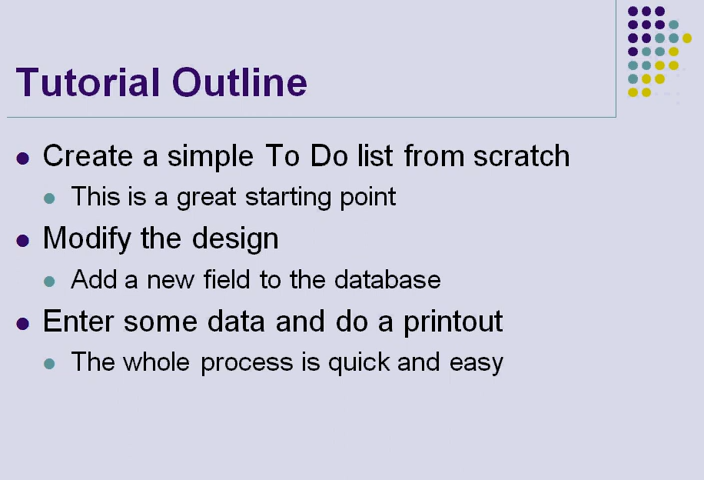 Tutorial Outline
Create a simple To Do list from scratch
This is a great starting point
Modify the design
Add a new field to the database
Enter some data and do a printout
The whole process is quick and easy